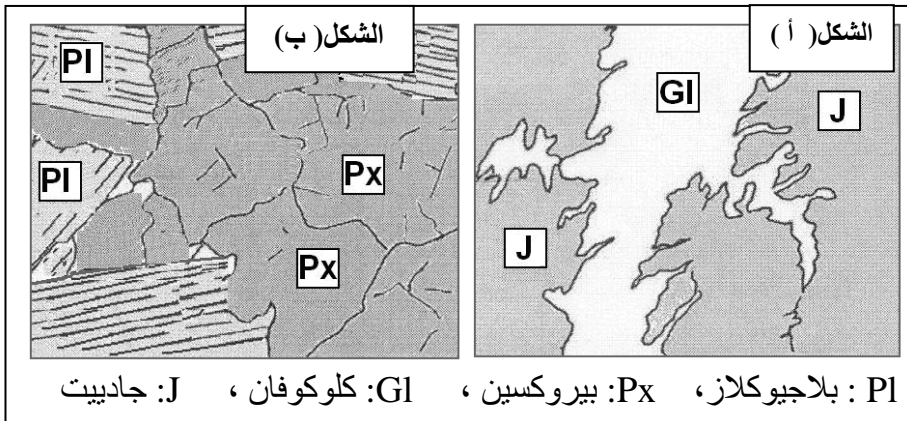 الشكل ( أ )
الشكل( ب)
Gl
J
J
Pl
Pl
Px
Px
Pl : بلاجيوكلاز، Px: بيروكسين ، Gl: كلوكوفان ، J: جادييت